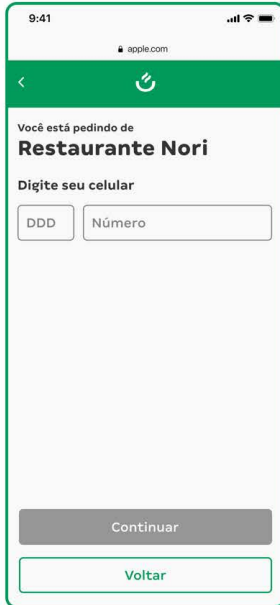 9:41
apple.com
Você está pedindo de
Restaurante Nori
Digite seu celular
DDD Número
Continuar
Voltar